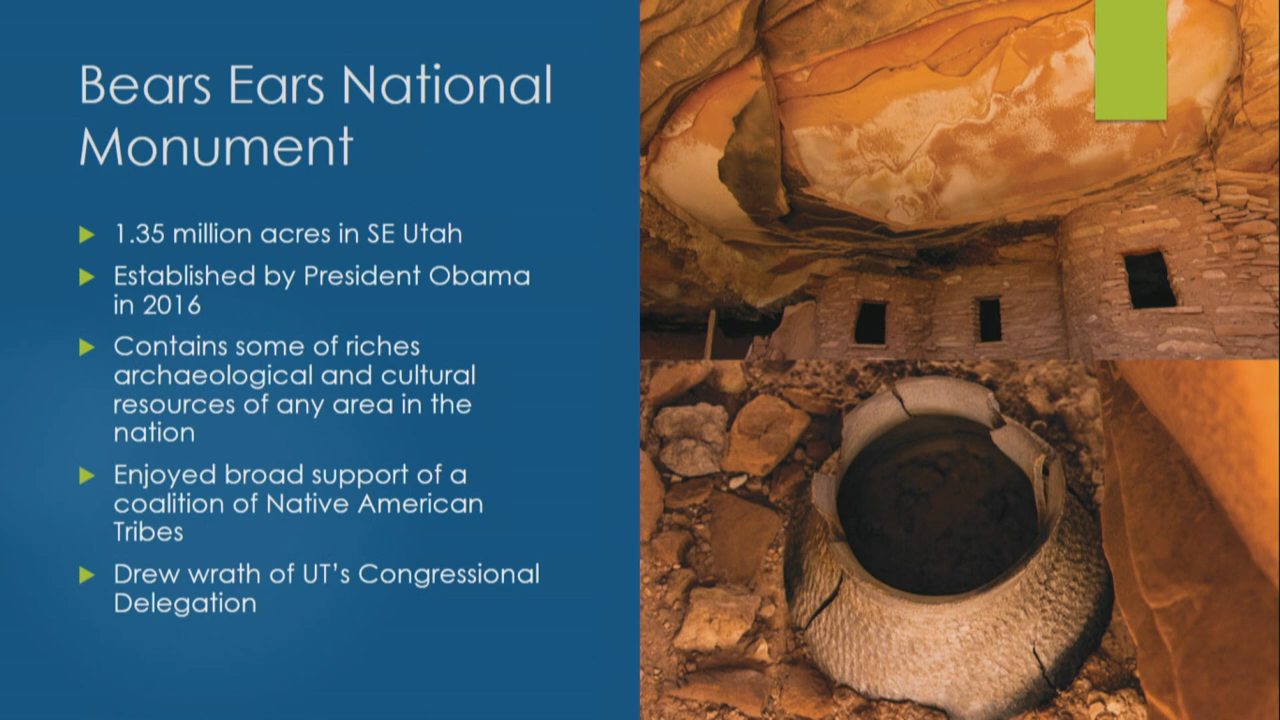 Bears Ears National
Monument
1.35 million acres in SE Utah
Established by President Obama
in 2016
Contains some of riches
archaeological and cultural
resources of any area in the
nation
Enjoyed broad support of a
coalition of Native American
Tribes
Drew wrath of UT's Congressional
Delegation